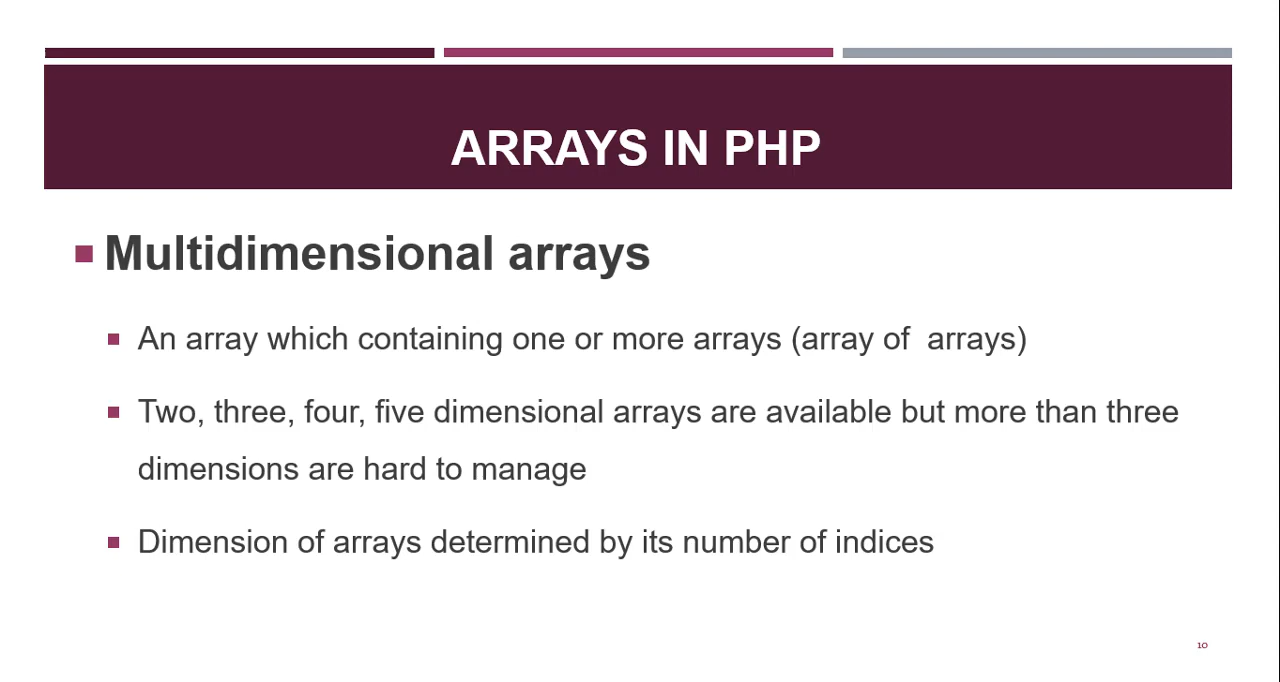 ARRAYS IN PHP
Multidimensional arrays
An array which containing one or more arrays (array of  arrays)
Two, three, four, five dimensional arrays are available but more than three
dimensions are hard to manage
Dimension of arrays determined by its number of indices
10